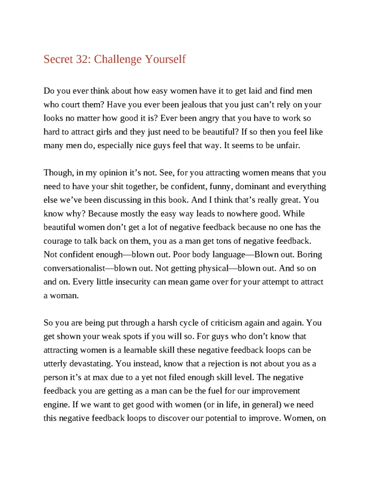 Secret 32: Challenge Yourself
Do you ever think about how easy women have it to get laid and find men
who court them? Have you ever been jealous that you just can't rely on your
looks no matter how good it is? Ever been angry that you have to work so
hard to attract girls and they just need to be beautiful? If so then you feel like
many men do, especially nice guys feel that way. It seems to be unfair.
Though, in my opinion it's not. See, for you attracting women means that you
need to have your shit together, be confident, funny, dominant and everything
else we've been discussing in this book. And I think that's really great. You
know why? Because mostly the easy way leads to nowhere good. While
beautiful women don't get a lot of negative feedback because no one has the
courage to talk back on them, you as a man get tons of negative feedback.
Not confident enough—blown out. Poor body language—Blown out. Boring
conversationalist—blown out. Not getting physical—blown out. And so on
and on. Every little insecurity can mean game over for your attempt to attract
a woman.
So you are being put through a harsh cycle of criticism again and again. You
get shown your weak spots if you will so. For guys who don't know that
attracting women is a learnable skill these negative feedback loops can be
utterly devastating. You instead, know that a rejection is not about you as a
person it's at max due to a yet not filed enough skill level. The negative
feedback you are getting as a man can be the fuel for our improvement
engine. If we want to get good with women (or in life, in general) we need
this negative feedback loops to discover our potential to improve. Women, on